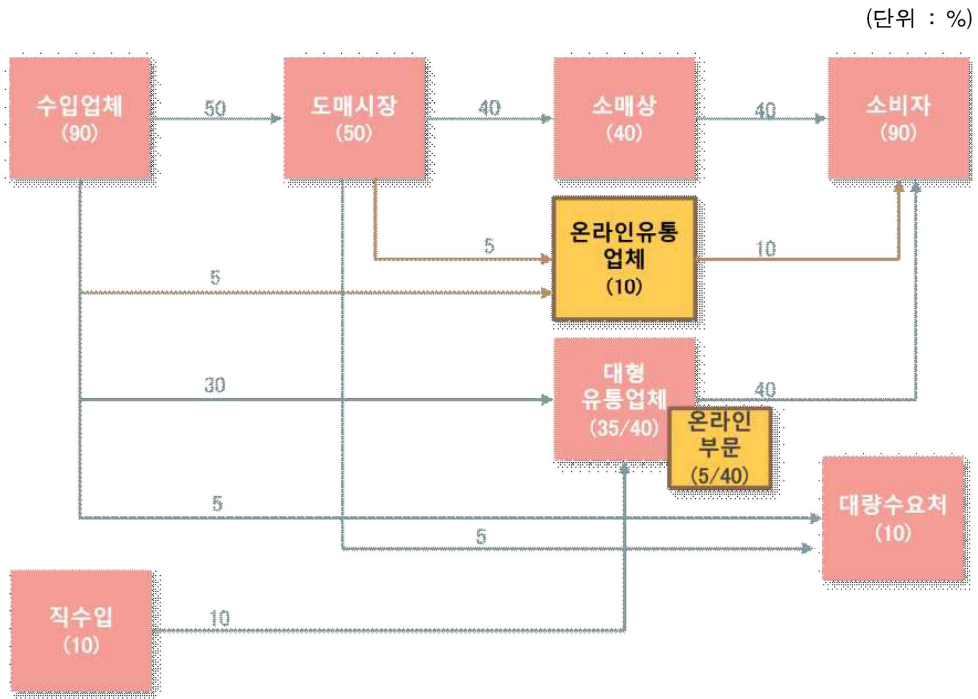 (단위 : %)
수입업체
(90)
50
도매시장
(50)
40
소매상
(40)
40
소비자
(90)
5
5
온라인유통
업체
(10)
10
30
대형
유통업체
(35/40)
40
온라인
부문
(5/40)
5
5
대량수요처
(10)
직수입
(10)
10